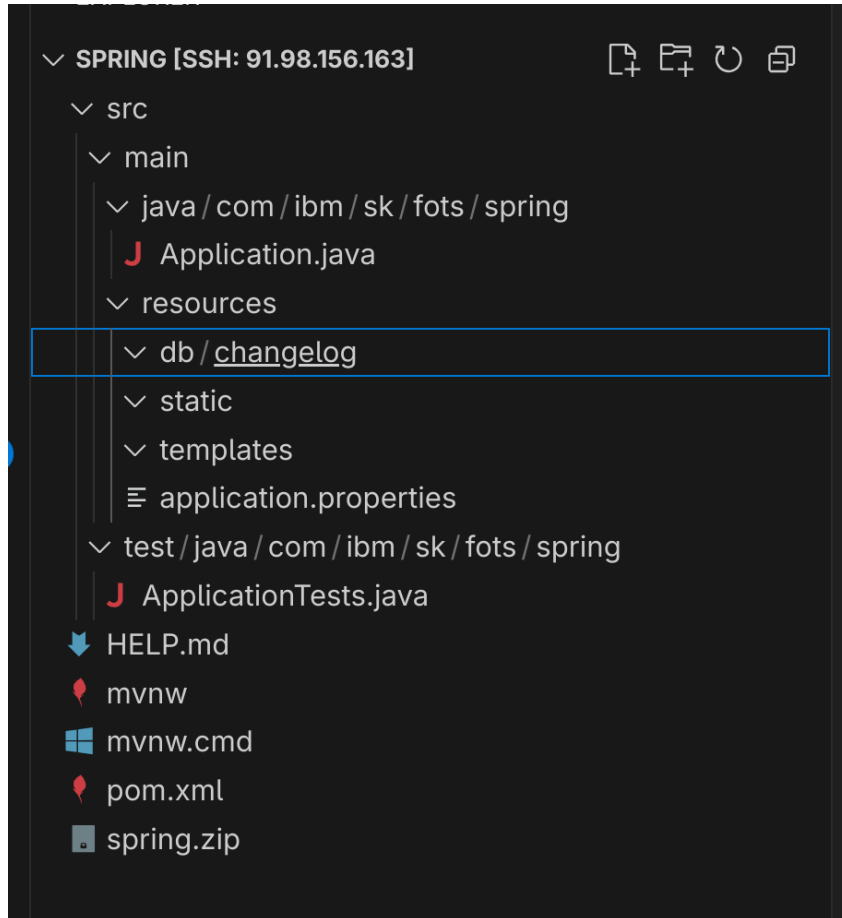 SPRING [SSH: 91.98.156.163]
src
main
java/com/ibm/sk/fots/spring
Application.java
resources
db/changelog
static
templates
application.properties
test/java/com/ibm/sk/fots/spring
ApplicationTests.java
HELP.md
mvnw
mvnw.cmd
pom.xml
spring.zip